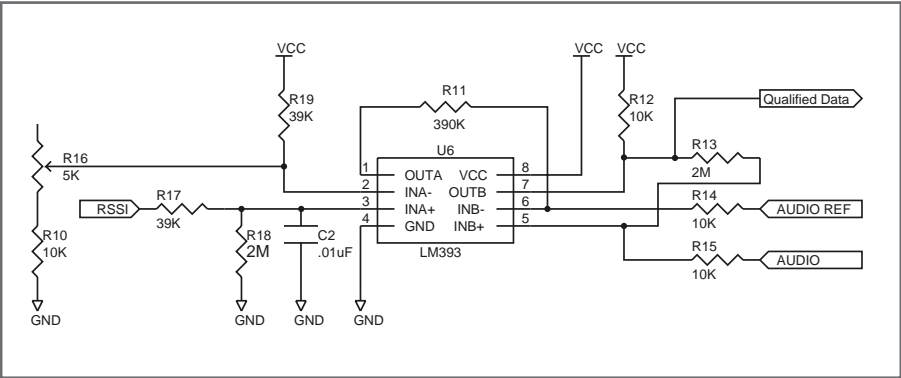 VCC
VCC
VCC
R19
39K
R11
390K
R12
10K
Qualified Data
R13
2M
R16
5K
U6
1
OUTA
VCC
8
2
INA-
OUTB
7
3
INA+
INB-
6
4
GND
INB+
5
LM393
RSSI
R17
39K
R14
10K
AUDIO REF
R10
10K
R18
2M
C2
.01uF
R15
10K
AUDIO
GND
GND
GND
GND